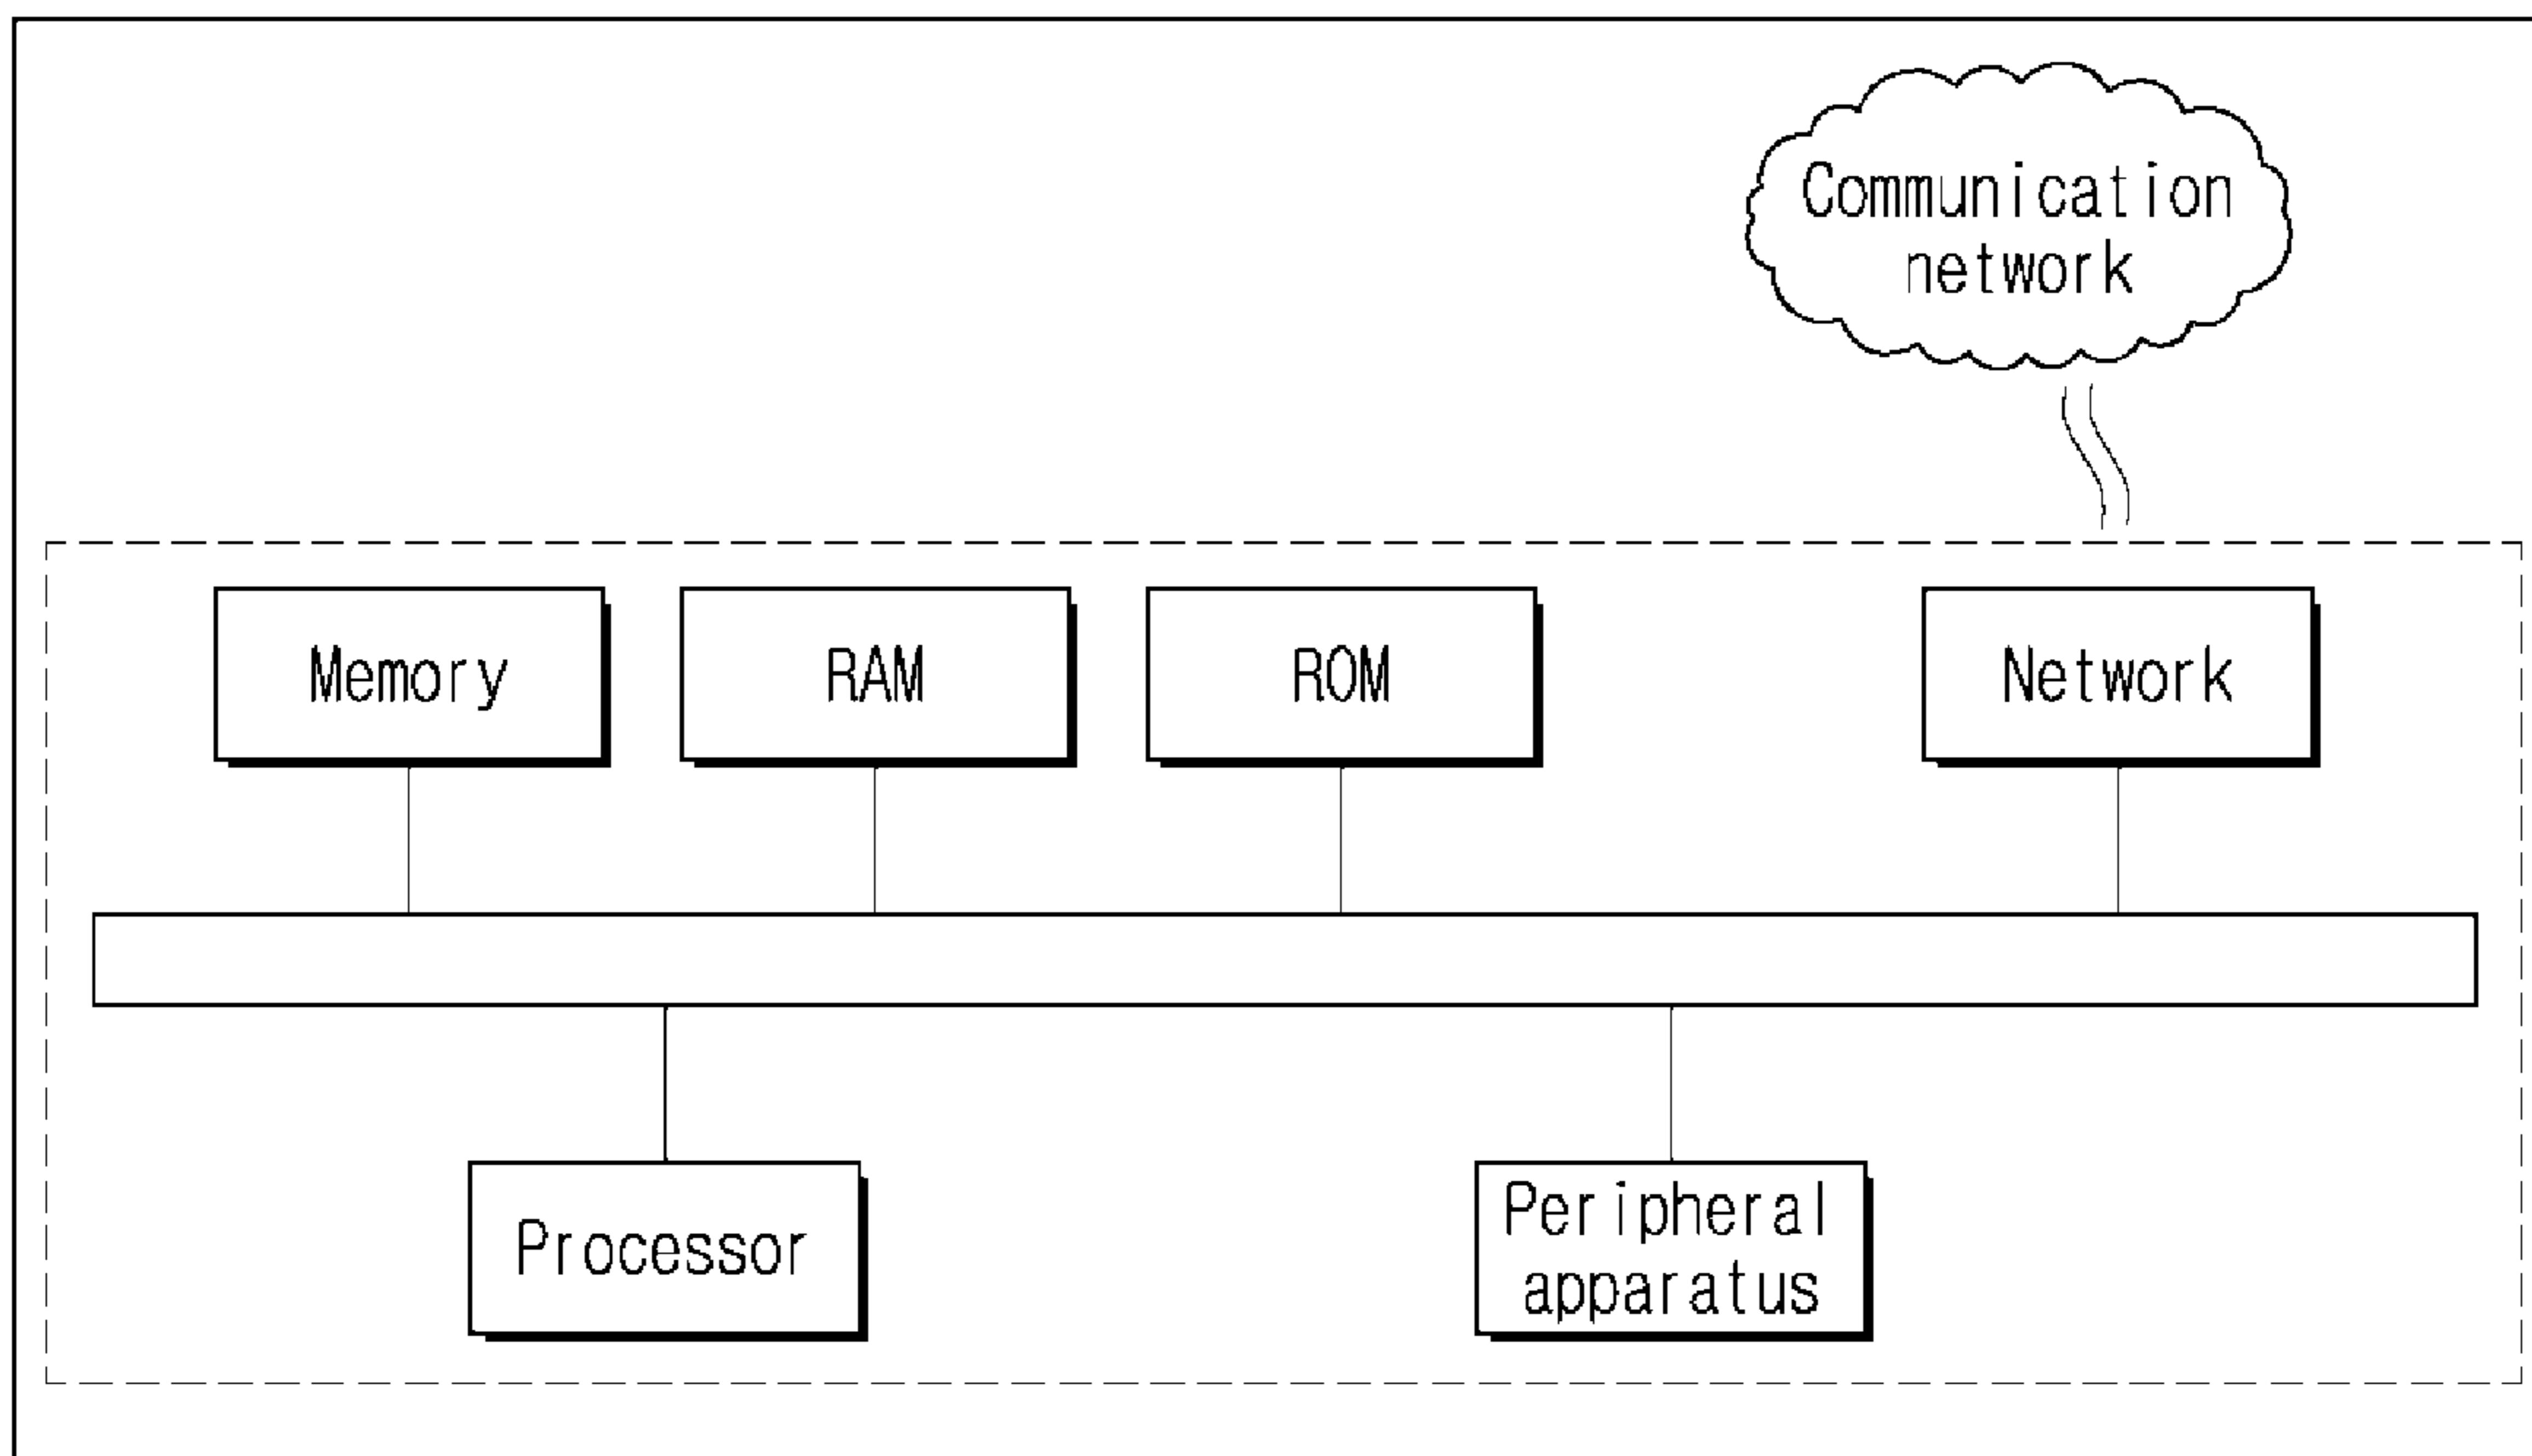 Communication
network
Memory
RAM
ROM
Network
Processor
Peripheral
apparatus